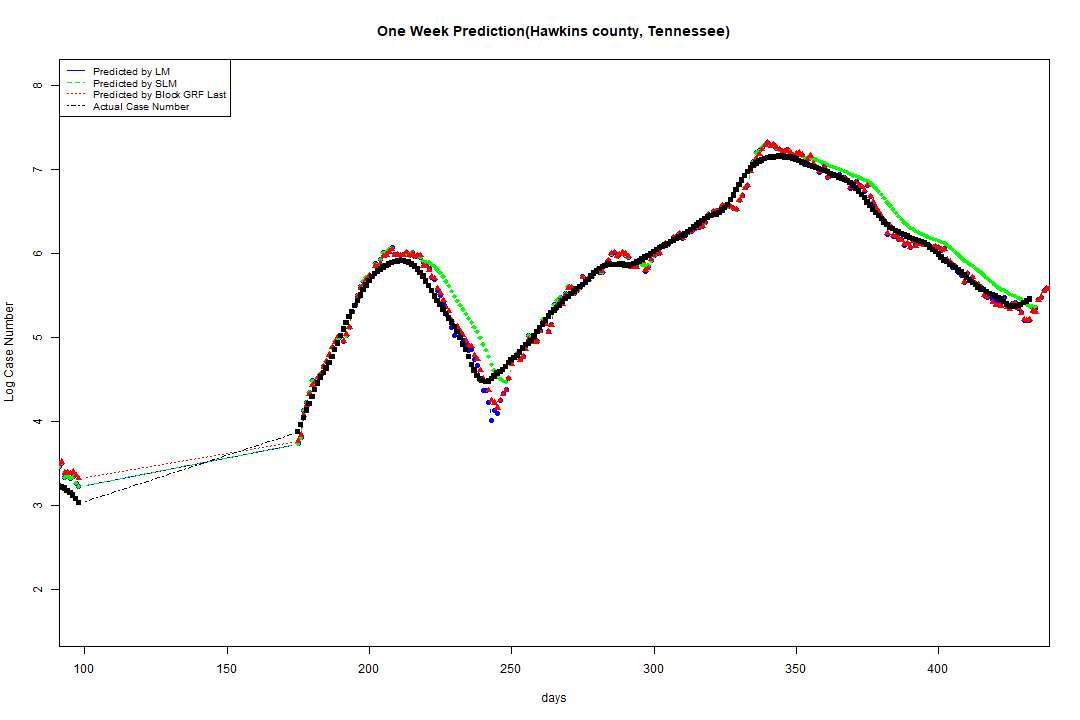 One Week Prediction(Hawkins county, Tennessee)
Predicted by LM
Predicted by SLM
Predicted by Block GRF Last
Actual Case Number
8
7
6
5
4
3
2
Log Case Number
100 150 200 250 300 350 400
days